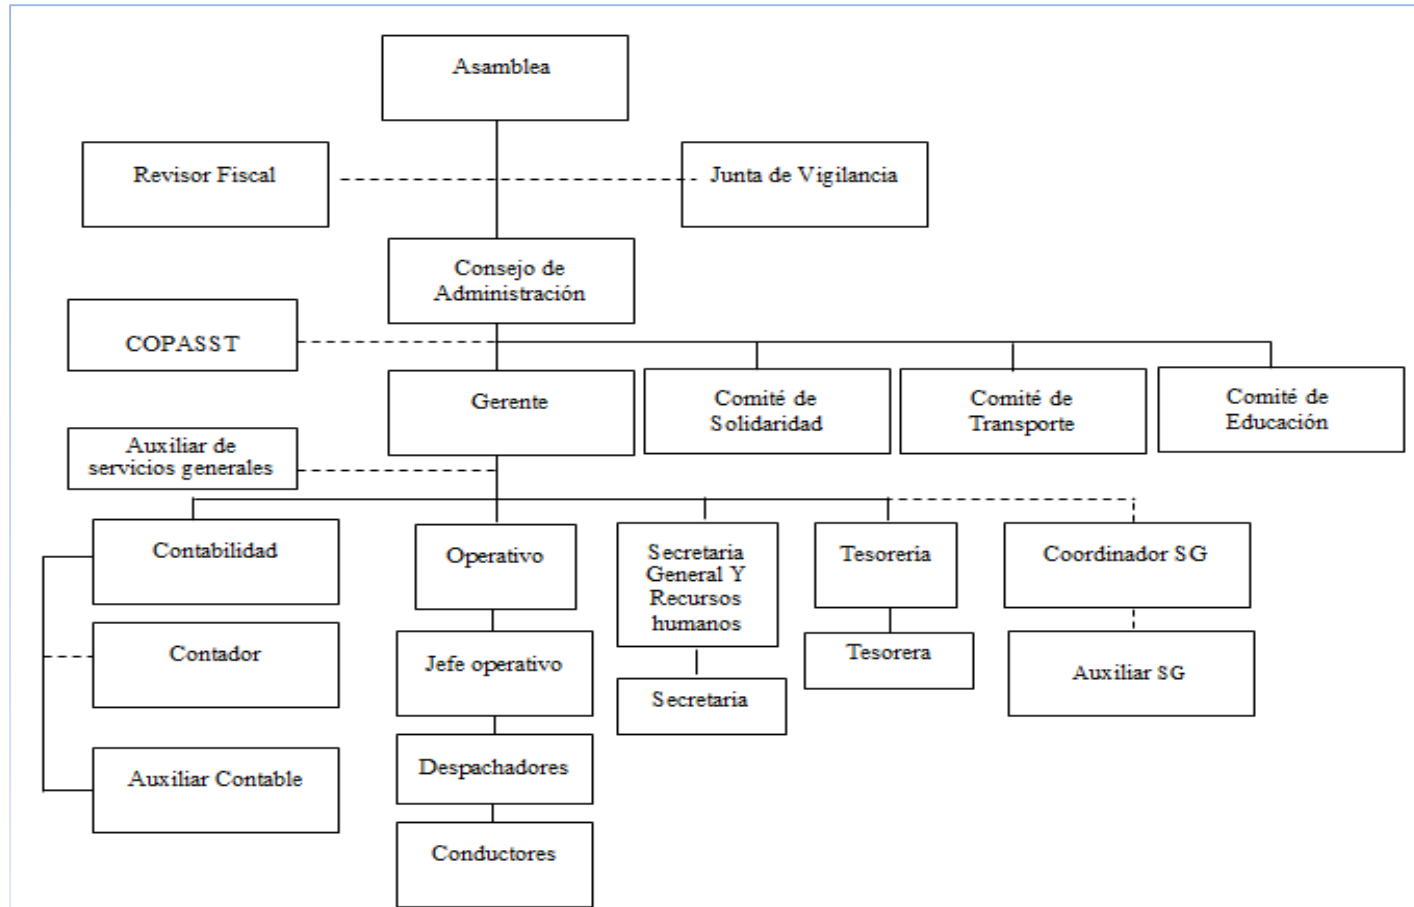 Asamblea
Revisor Fiscal
Junta de Vigilancia
Consejo de
Administración
COPASST
Gerente
Comité de
Solidaridad
Comité de
Transporte
Comité de
Educación
Auxiliar de
servicios generales
Contabilidad
Operativo
Secretaria
General Y
Recursos
humanos
Tesoreria
Coordinador SG
Contador
Jefe operativo
Secretaria
Tesorera
Auxiliar SG
Auxiliar Contable
Despachadores
Conductores